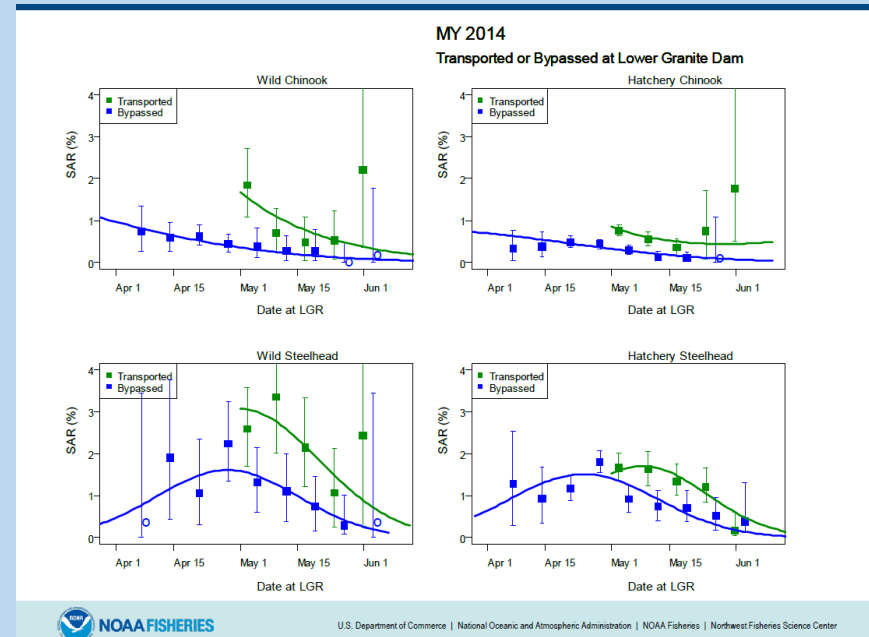 MY 2014
Transported or Bypassed at Lower Granite Dam
Wild Chinook
Transported
Bypassed
SAR (%)
4
3
2
1
0
Apr 1 Apr 15 May 1 May 15 Jun 1
Date at LGR
Hatchery Chinook
Transported
Bypassed
SAR (%)
4
3
2
1
0
Apr 1 Apr 15 May 1 May 15 Jun 1
Date at LGR
Wild Steelhead
Transported
Bypassed
SAR (%)
4
3
2
1
0
Apr 1 Apr 15 May 1 May 15 Jun 1
Date at LGR
Hatchery Steelhead
Transported
Bypassed
SAR (%)
4
3
2
1
0
Apr 1 Apr 15 May 1 May 15 Jun 1
Date at LGR
NOAA
NOAA FISHERIES
U.S. Department of Commerce | National Oceanic and Atmospheric Administration | NOAA Fisheries | Northwest Fisheries Science Center